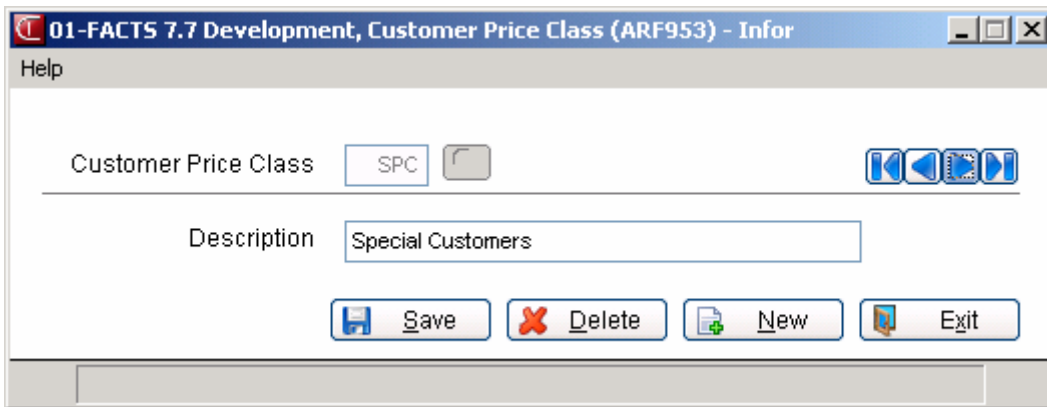 01-FACTS 7.7 Development, Customer Price Class (ARF953) - Infor
Help
Customer Price Class SPC
Description Special Customers
Save Delete New Exit